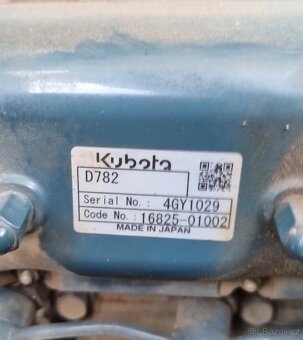 Kubota
D782
Serial No.: 4GY1029
Code No.: 16825-01002
MADE IN JAPAN